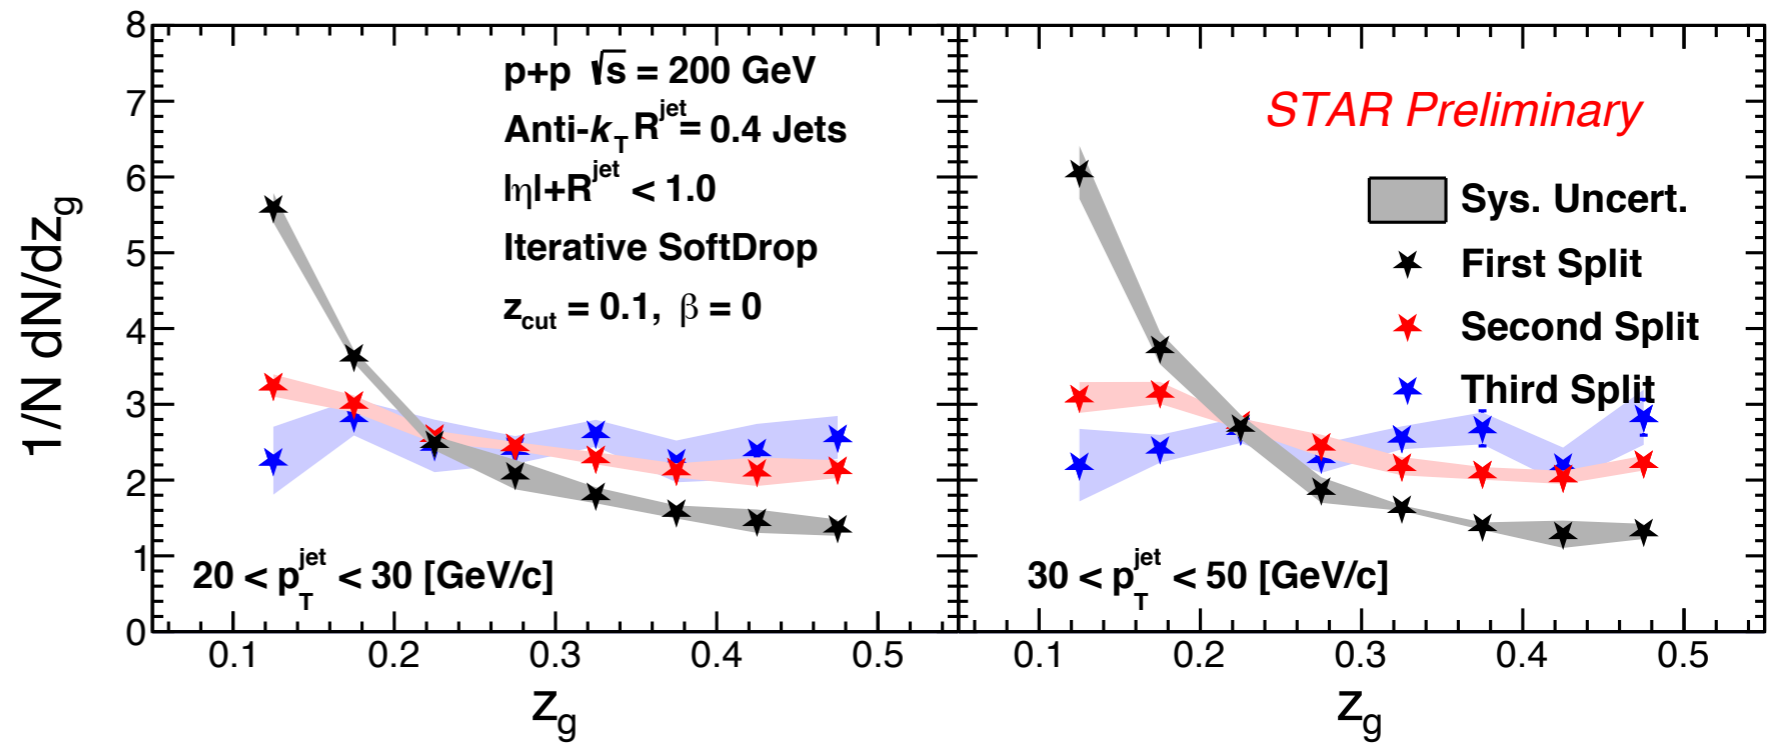 1/N dN/dz_g
8
7
6
5
4
3
2
1
0
p+p √s = 200 GeV
Anti-k_T R^jet = 0.4 Jets
|η|+R^jet < 1.0
Iterative SoftDrop
z_cut = 0.1, β = 0
20 < p_T^jet < 30 [GeV/c]
0.1 0.2 0.3 0.4 0.5
z_g
STAR Preliminary
Sys. Uncert.
First Split
Second Split
Third Split
30 < p_T^jet < 50 [GeV/c]
0.1 0.2 0.3 0.4 0.5
z_g